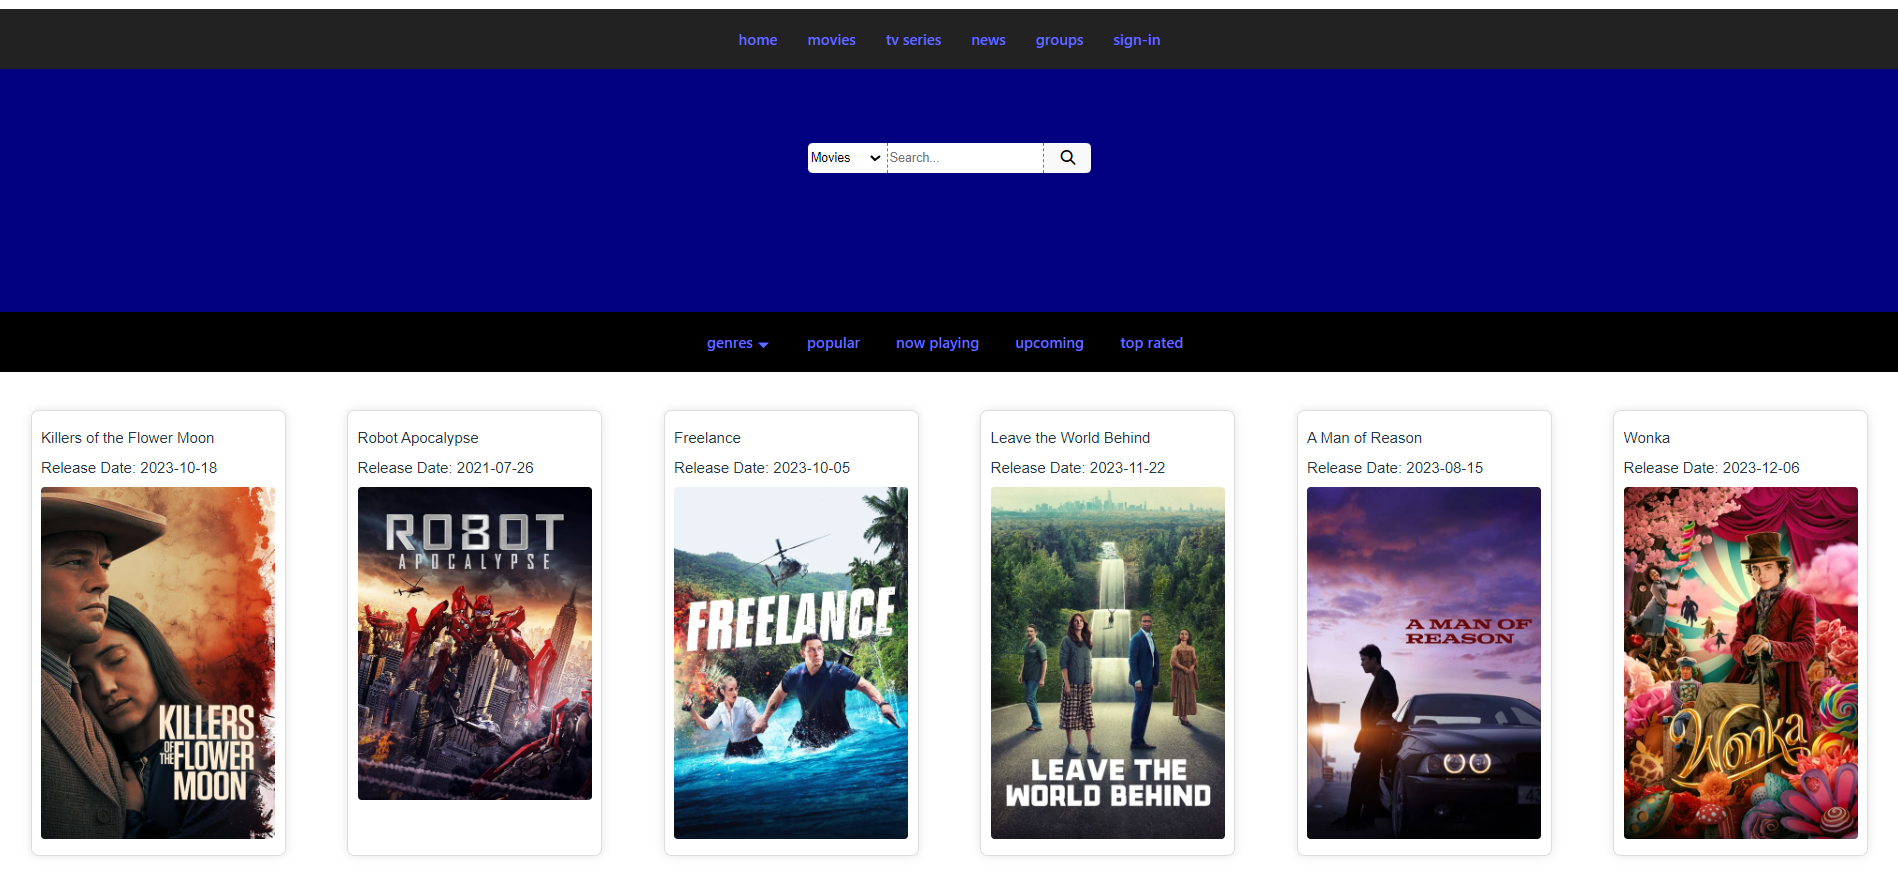 home movies tv series news groups sign-in
Movies Search...
genres popular now playing upcoming top rated
Killers of the Flower Moon
Release Date: 2023-10-18
KILLERS
OF THE FLOWER
MOON
Robot Apocalypse
Release Date: 2021-07-26
ROBOT
APOCALYPSE
Freelance
Release Date: 2023-10-05
FREELANCE
Leave the World Behind
Release Date: 2023-11-22
LEAVE THE
WORLD BEHIND
A Man of Reason
Release Date: 2023-08-15
A MAN OF
REASON
Wonka
Release Date: 2023-12-06
Wonka